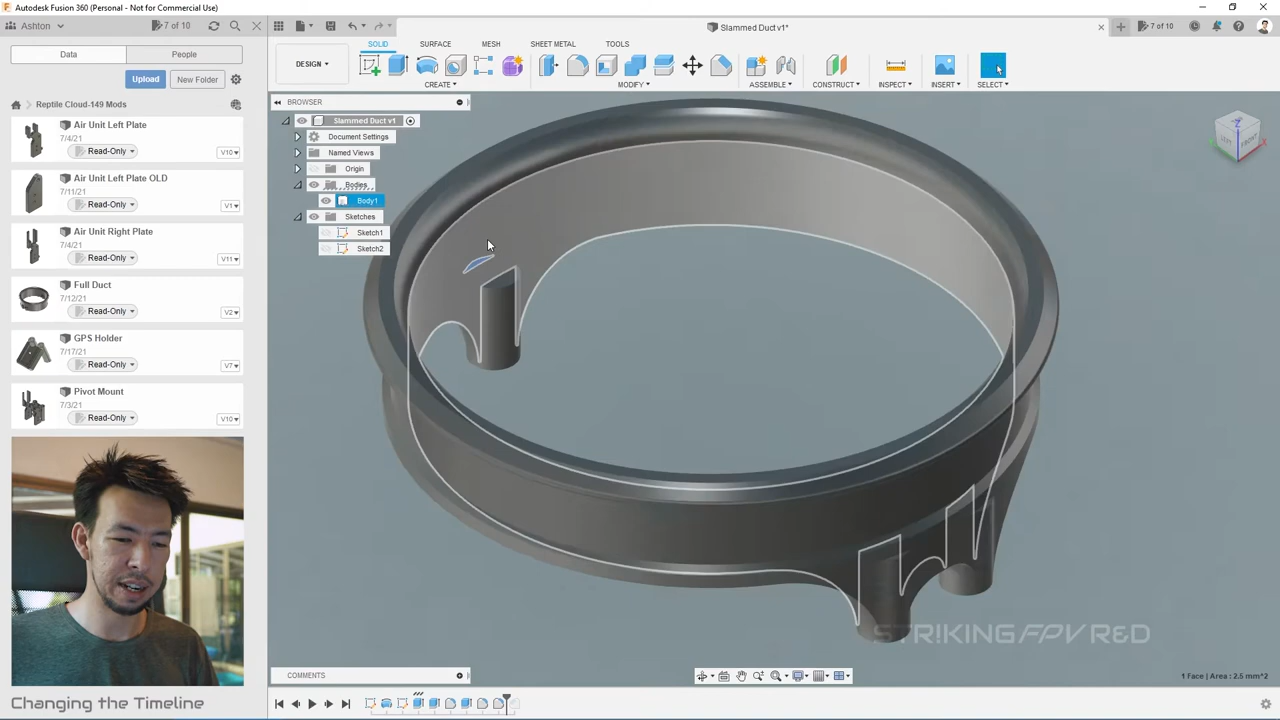 Autodesk Fusion 360 (Personal - Not for Commercial Use)
Ashton
7 of 10
Slammed Duct v1*
7 of 10
Data
People
Upload
New Folder
Reptile Cloud-149 Mods
Air Unit Left Plate
7/4/21
Read-Only
V10
Air Unit Left Plate OLD
7/11/21
Read-Only
V1
Air Unit Right Plate
7/4/21
Read-Only
V11
Full Duct
7/12/21
Read-Only
V2
GPS Holder
7/17/21
Read-Only
V7
Pivot Mount
7/3/21
Read-Only
V10
SOLID
SURFACE
MESH
SHEET METAL
TOOLS
DESIGN
CREATE
MODIFY
ASSEMBLE
CONSTRUCT
INSPECT
INSERT
SELECT
BROWSER
Slammed Duct v1
Document Settings
Named Views
Origin
Bodies
Body1
Sketches
Sketch1
Sketch2
Z
LEFT
FRONT
X
STRIKING FPV R&D
COMMENTS
1 Face | Area : 2.5 mm^2
Changing the Timeline